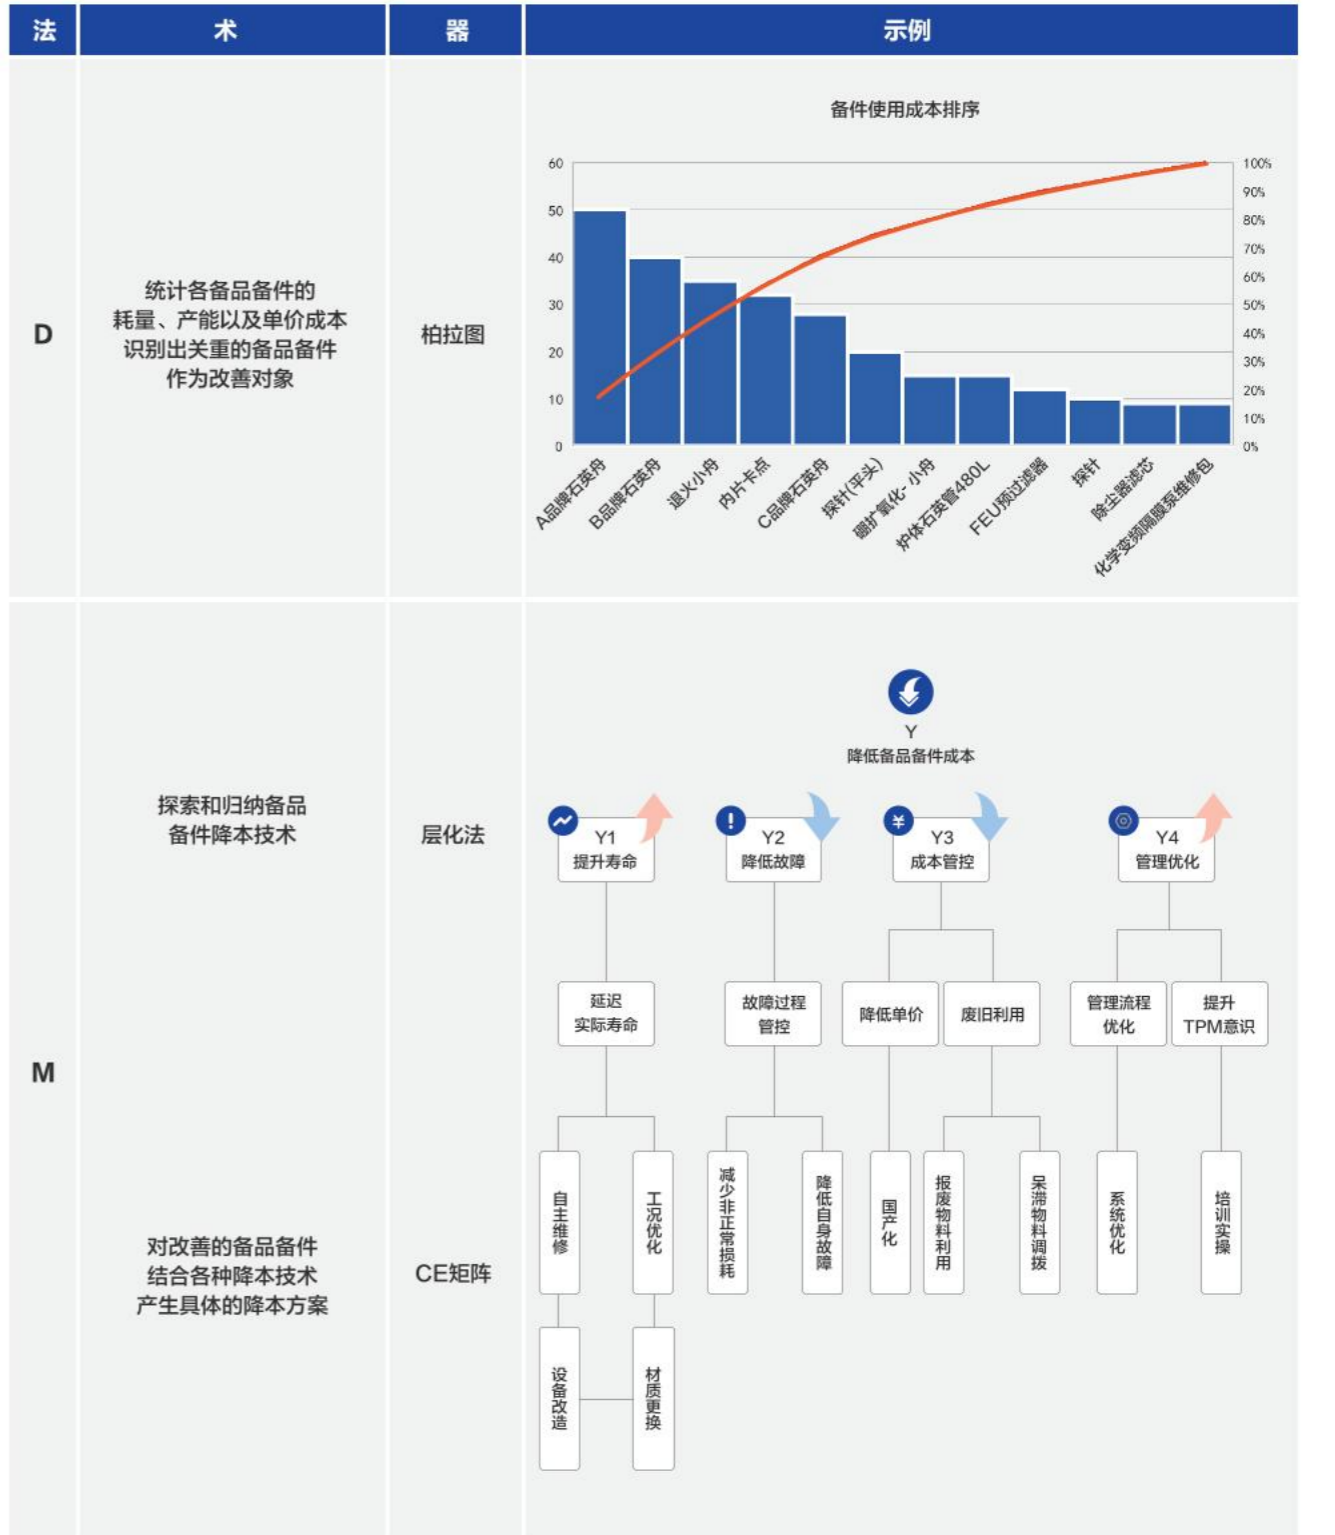 法 术 器 示例
D
统计各备品备件的
耗量、产能以及单价成本
识别出关重的备品备件
作为改善对象
柏拉图
备件使用成本排序
60
50
40
30
20
10
0
100%
90%
80%
70%
60%
50%
40%
30%
20%
10%
0%
A品牌石英舟
B品牌石英舟
退火小舟
内片卡点
C品牌石英舟
探针(平头)
硼扩氧化- 小舟
炉体石英管480L
FEU预过滤器
探针
除尘器滤芯
化学变频隔膜泵维修包
M
探索和归纳备品
备件降本技术
层化法
对改善的备品备件
结合各种降本技术
产生具体的降本方案
CE矩阵
Y
降低备品备件成本
Y1
提升寿命
!
Y2
降低故障
¥
Y3
成本管控
Y4
管理优化
延迟
实际寿命
故障过程
管控
降低单价
废旧利用
管理流程
优化
提升
TPM意识
自主维修
工况优化
减少非正常损耗
降低自身故障
国产化
报废物料利用
呆滞物料调拨
系统优化
培训实操
设备改造
材质更换